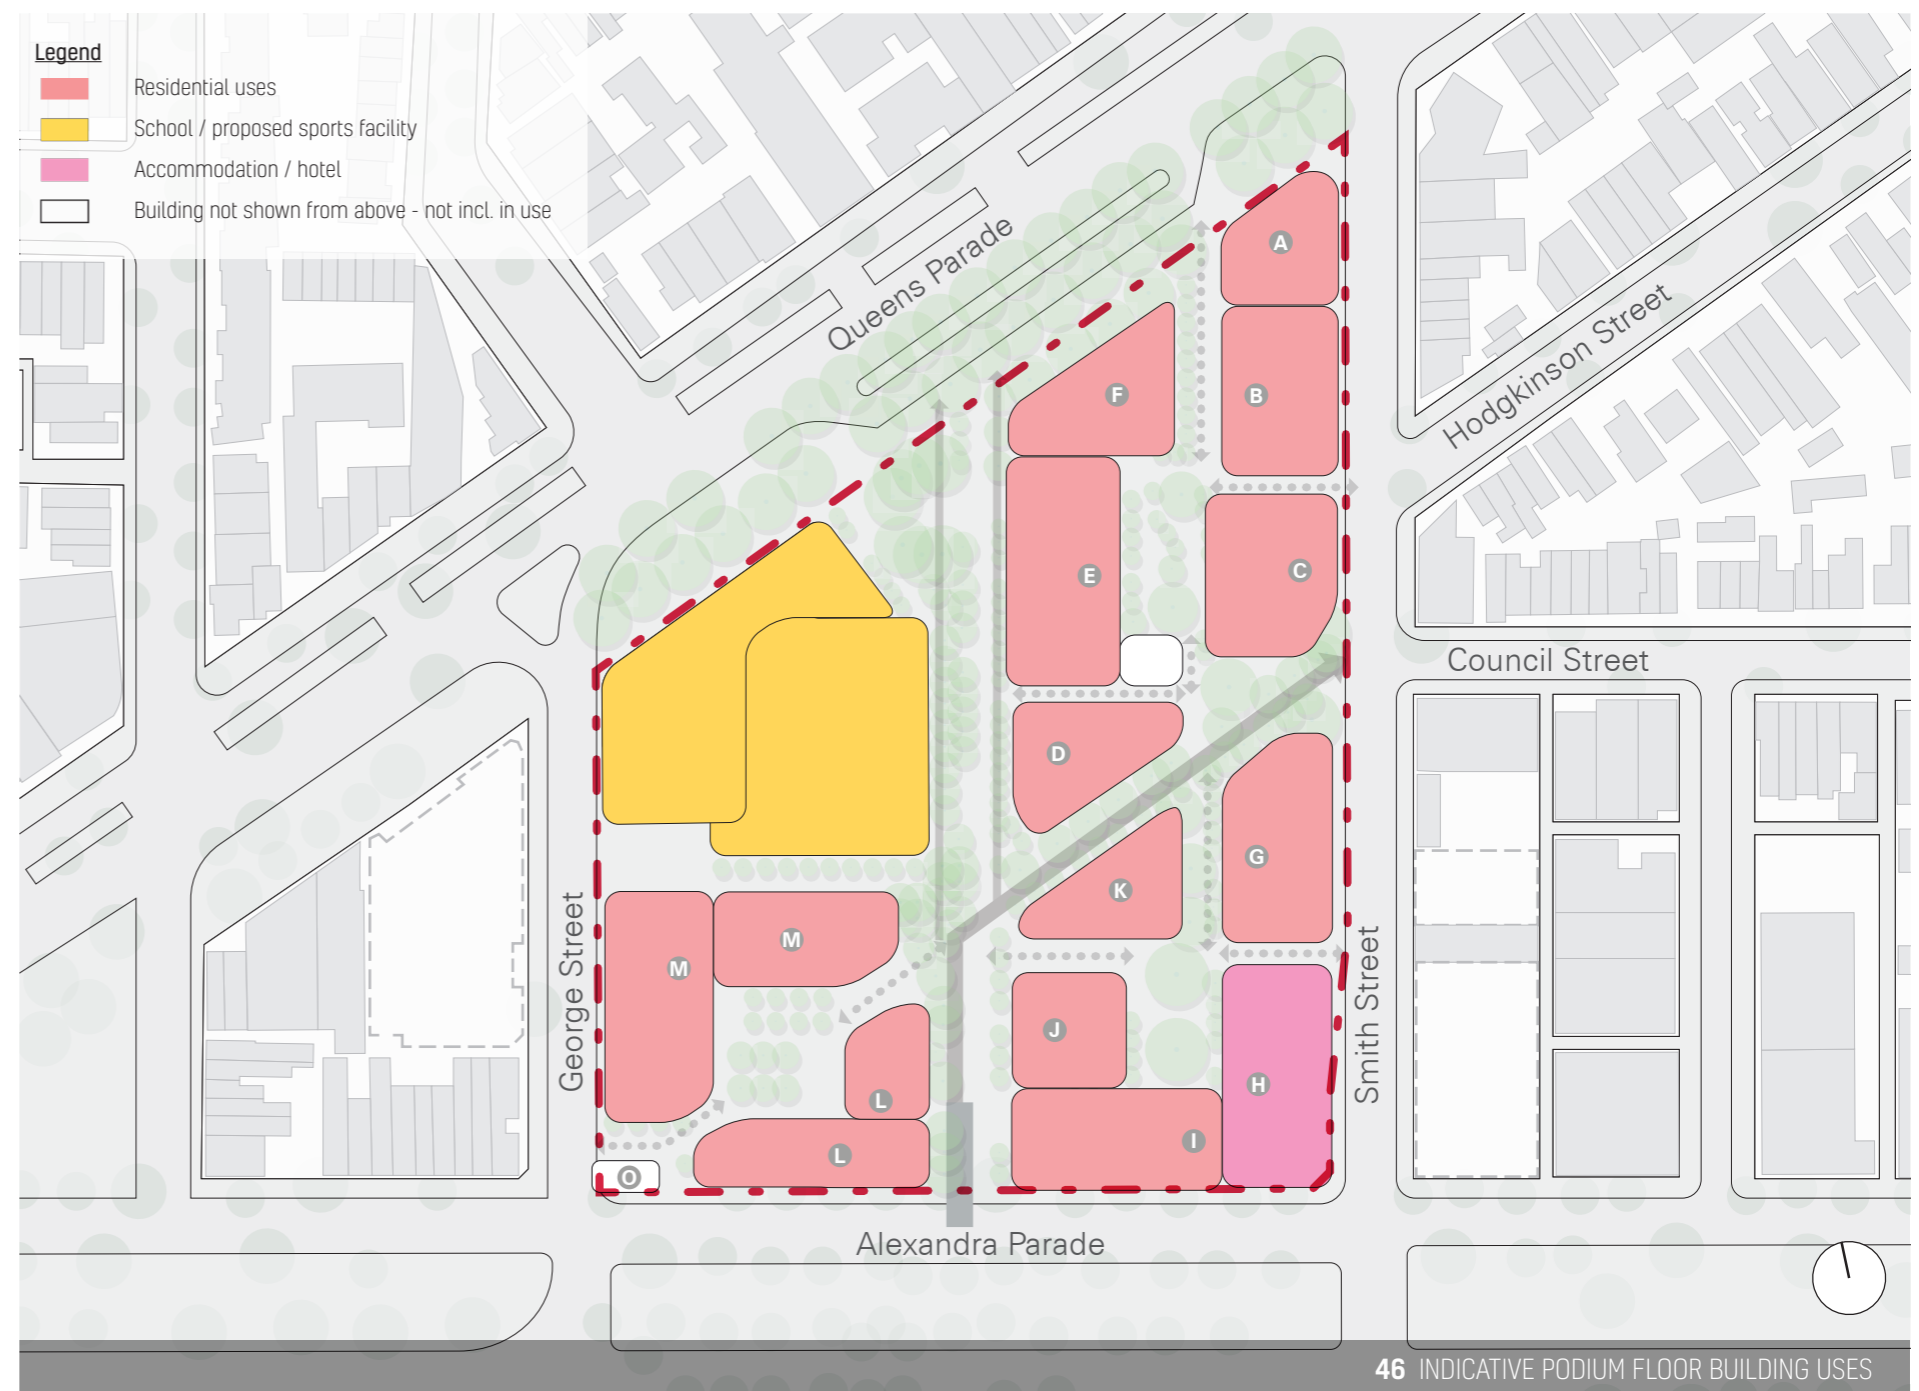 Legend
Residential uses
School / proposed sports facility
Accommodation / hotel
Building not shown from above - not incl. in use
Queens Parade
Hodgkinson Street
Council Street
George Street
Smith Street
Alexandra Parade
A
F
B
E
C
D
G
K
M
M
J
H
L
I
L
O
46 INDICATIVE PODIUM FLOOR BUILDING USES